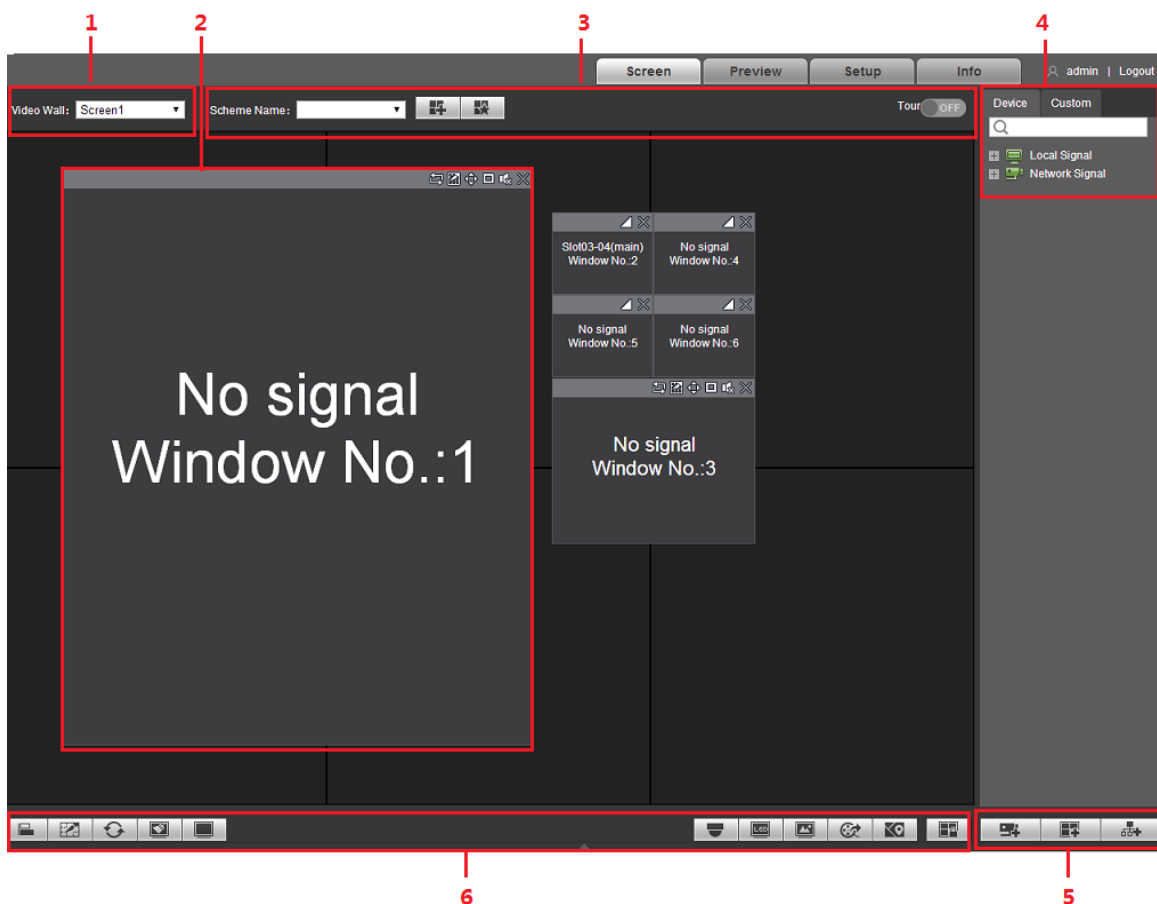 1
2
3
4
Screen
Preview
Setup
Info
admin | Logout
Video Wall: Screen1
Scheme Name:
Tour OFF
Device
Custom
Local Signal
Network Signal
No signal
Window No.:1
Slot03-04(main)
Window No.:2
No signal
Window No.:4
No signal
Window No.:5
No signal
Window No.:6
No signal
Window No.:3
LED
6
5